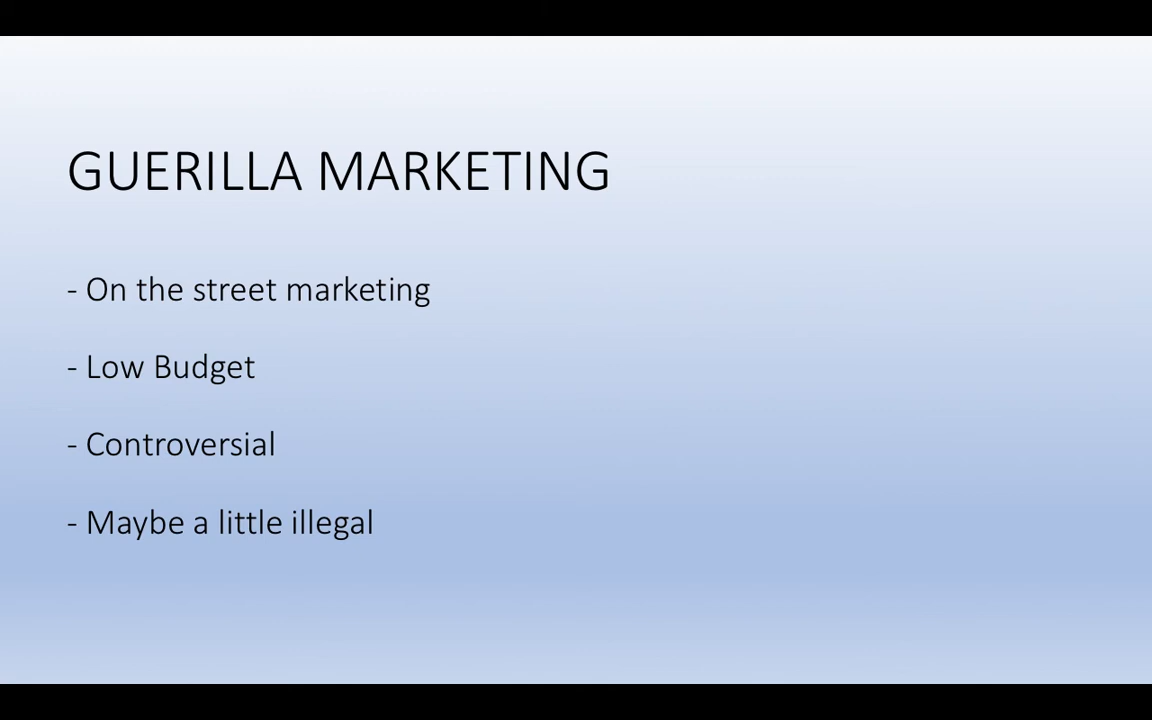 GUERILLA MARKETING
- On the street marketing
- Low Budget
- Controversial
- Maybe a little illegal